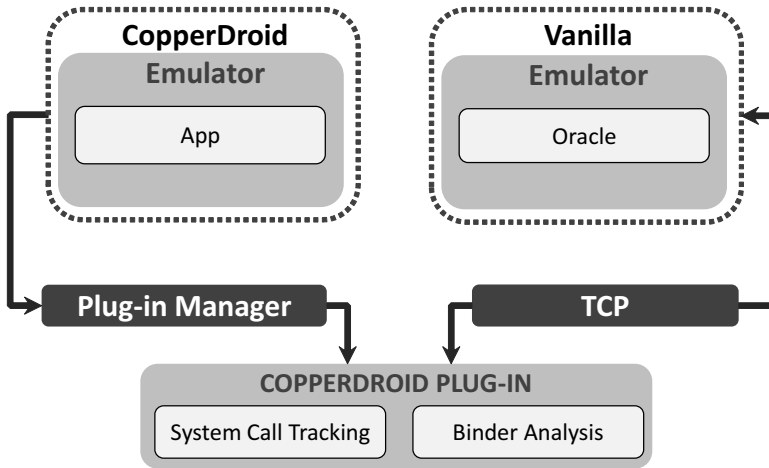 CopperDroid
Emulator
App
Vanilla
Emulator
Oracle
Plug-in Manager
TCP
COPPERDROID PLUG-IN
System Call Tracking
Binder Analysis